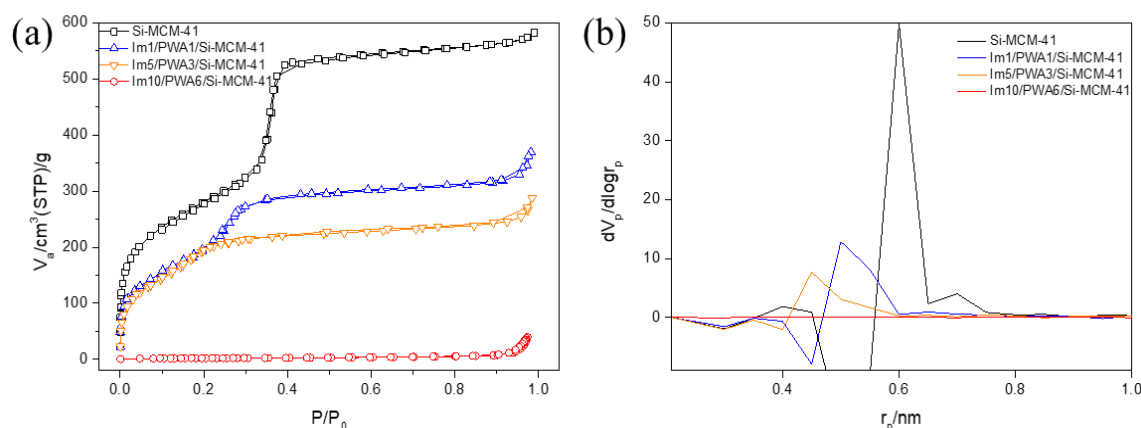 (a)
Si-MCM-41
Im1/PWA1/Si-MCM-41
Im5/PWA3/Si-MCM-41
Im10/PWA6/Si-MCM-41
Vₐ/cm³(STP)/g
600
500
400
300
200
100
0
0.0 0.2 0.4 0.6 0.8 1.0
P/P₀
(b)
Si-MCM-41
Im1/PWA1/Si-MCM-41
Im5/PWA3/Si-MCM-41
Im10/PWA6/Si-MCM-41
dVₚ/dlogrₚ
50
40
30
20
10
0
0.4 0.6 0.8 1.0
rₚ/nm